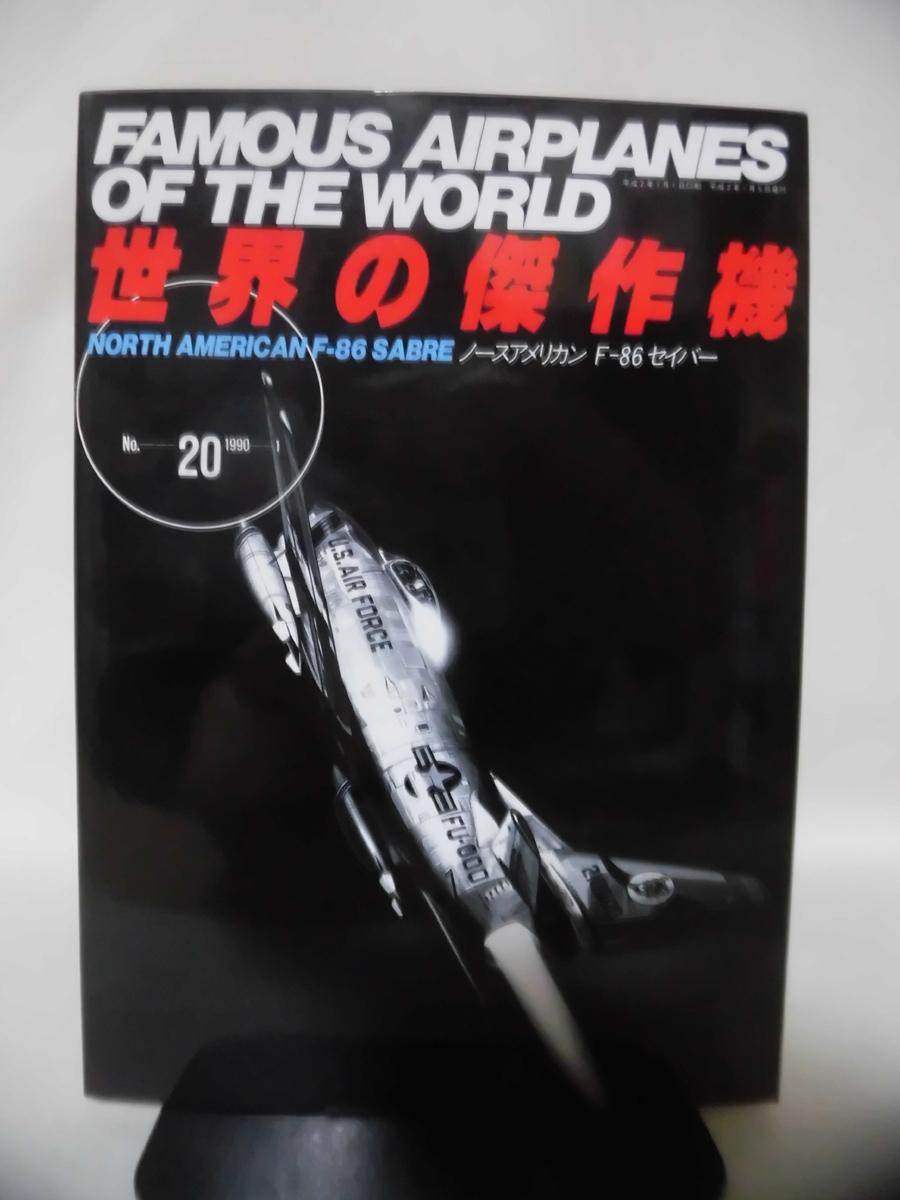 FAMOUS AIRPLANES
OF THE WORLD
世界の傑作機
NORTH AMERICAN F-86 SABRE ノースアメリカン F-86 セイバー
No. 20 1990 1
U.S. AIR FORCE
FU-000